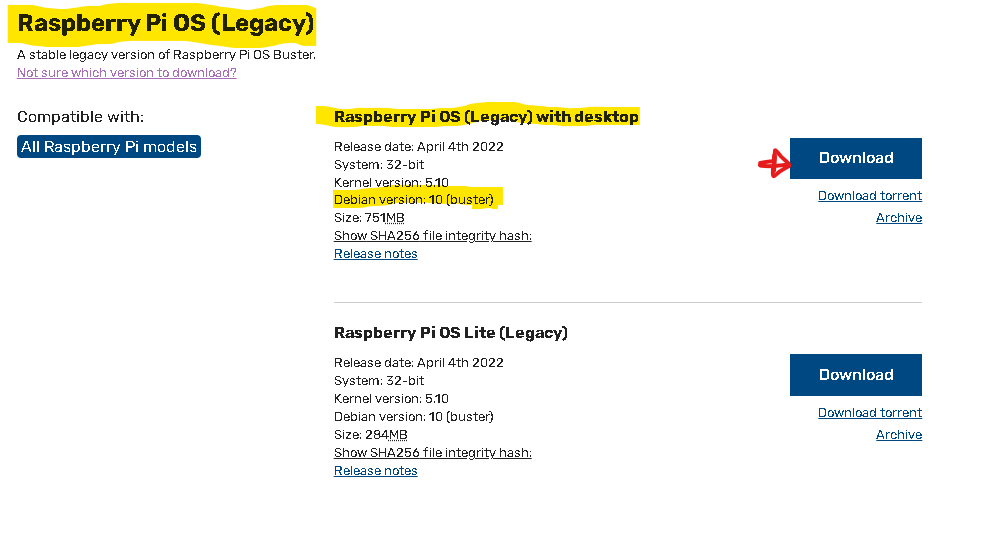 Raspberry Pi OS (Legacy)
A stable legacy version of Raspberry Pi OS Buster.
Not sure which version to download?
Compatible with:
All Raspberry Pi models
Raspberry Pi OS (Legacy) with desktop
Release date: April 4th 2022
System: 32-bit
Kernel version: 5.10
Debian version: 10 (buster)
Size: 751MB
Show SHA256 file integrity hash:
Release notes
Download
Download torrent
Archive
Raspberry Pi OS Lite (Legacy)
Release date: April 4th 2022
System: 32-bit
Kernel version: 5.10
Debian version: 10 (buster)
Size: 284MB
Show SHA256 file integrity hash:
Release notes
Download
Download torrent
Archive